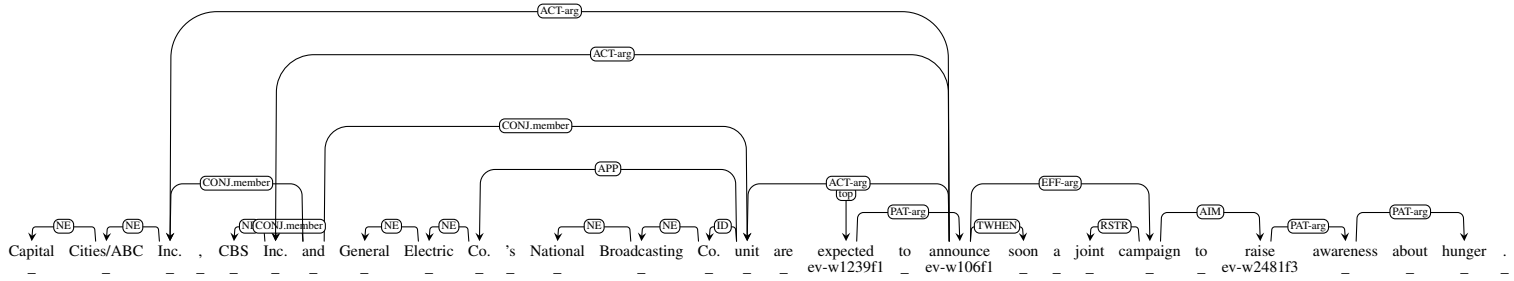 ACT-arg
ACT-arg
CONJ.member
APP
CONJ.member ACT-arg EFF-arg
top
PAT-arg AIM PAT-arg
NE NE CONJ.member NE NE NE NE ID TWHEN RSTR PAT-arg
Capital Cities/ABC Inc. , CBS Inc. and General Electric Co. 's National Broadcasting Co. unit are expected to announce soon a joint campaign to raise awareness about hunger .
_ _ _ _ _ _ _ _ _ _ _ _ _ _ _ _ ev-w1239f1 _ ev-w106f1 _ _ _ _ _ ev-w2481f3 _ _ _ _